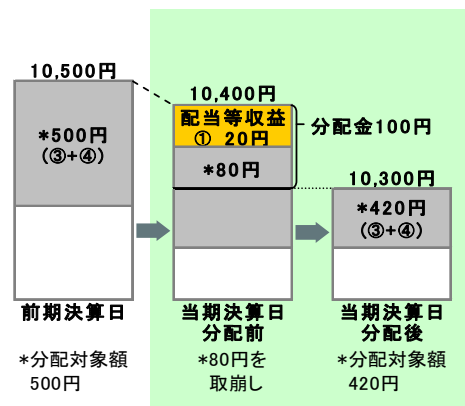 10,500円
*500円
(③+④)
前期決算日
*分配対象額
500円
10,400円
配当等収益
① 20円
*80円
分配金100円
当期決算日
分配前
*80円を
取崩し
10,300円
*420円
(③+④)
当期決算日
分配後
*分配対象額
420円